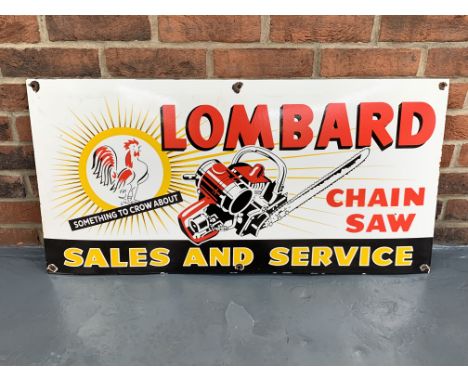 LOMBARD
SOMETHING TO CROW ABOUT
CHAIN
SAW
SALES AND SERVICE